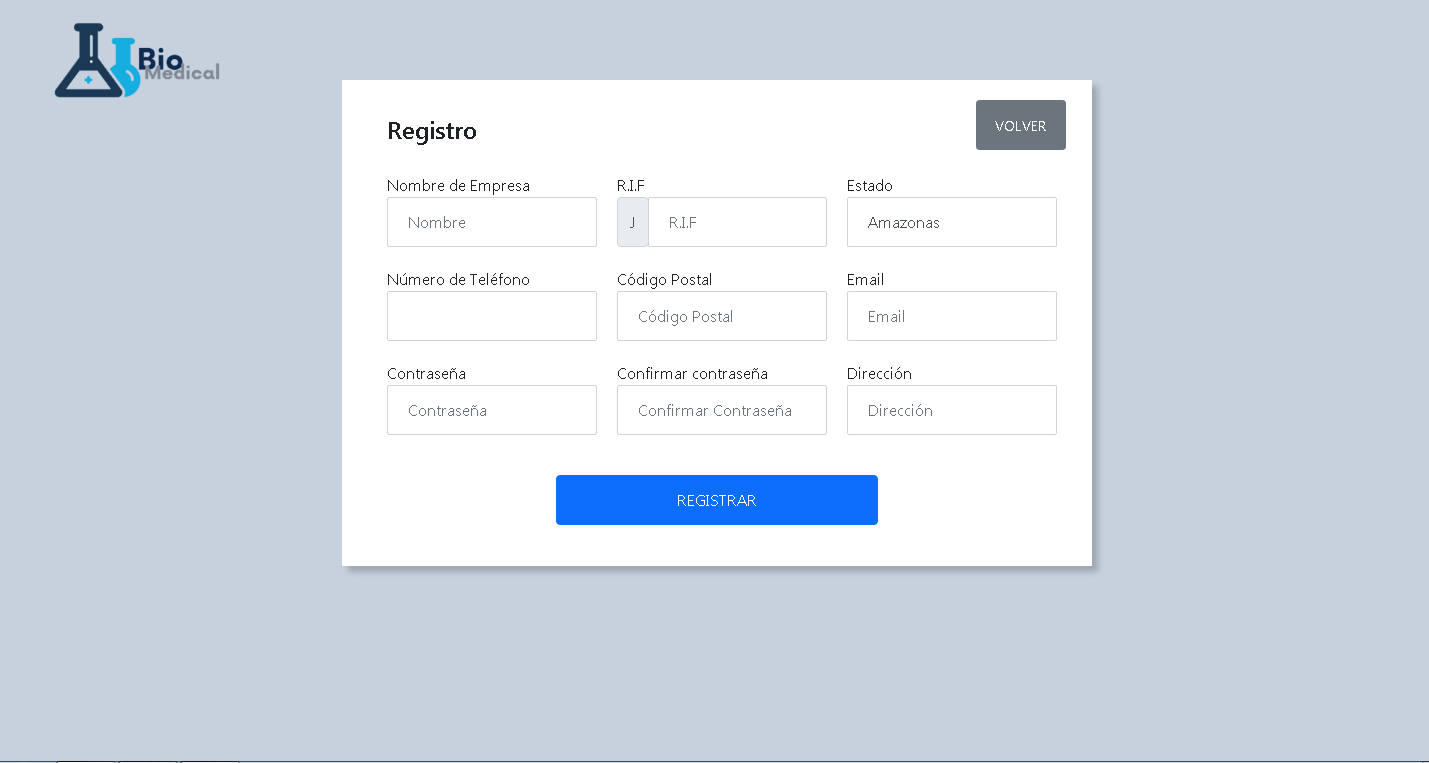 Bio
Medical
Registro
VOLVER
Nombre de Empresa
R.I.F
Estado
Nombre
J
R.I.F
Amazonas
Número de Teléfono
Código Postal
Email
Código Postal
Email
Contraseña
Confirmar contraseña
Dirección
Contraseña
Confirmar Contraseña
Dirección
REGISTRAR